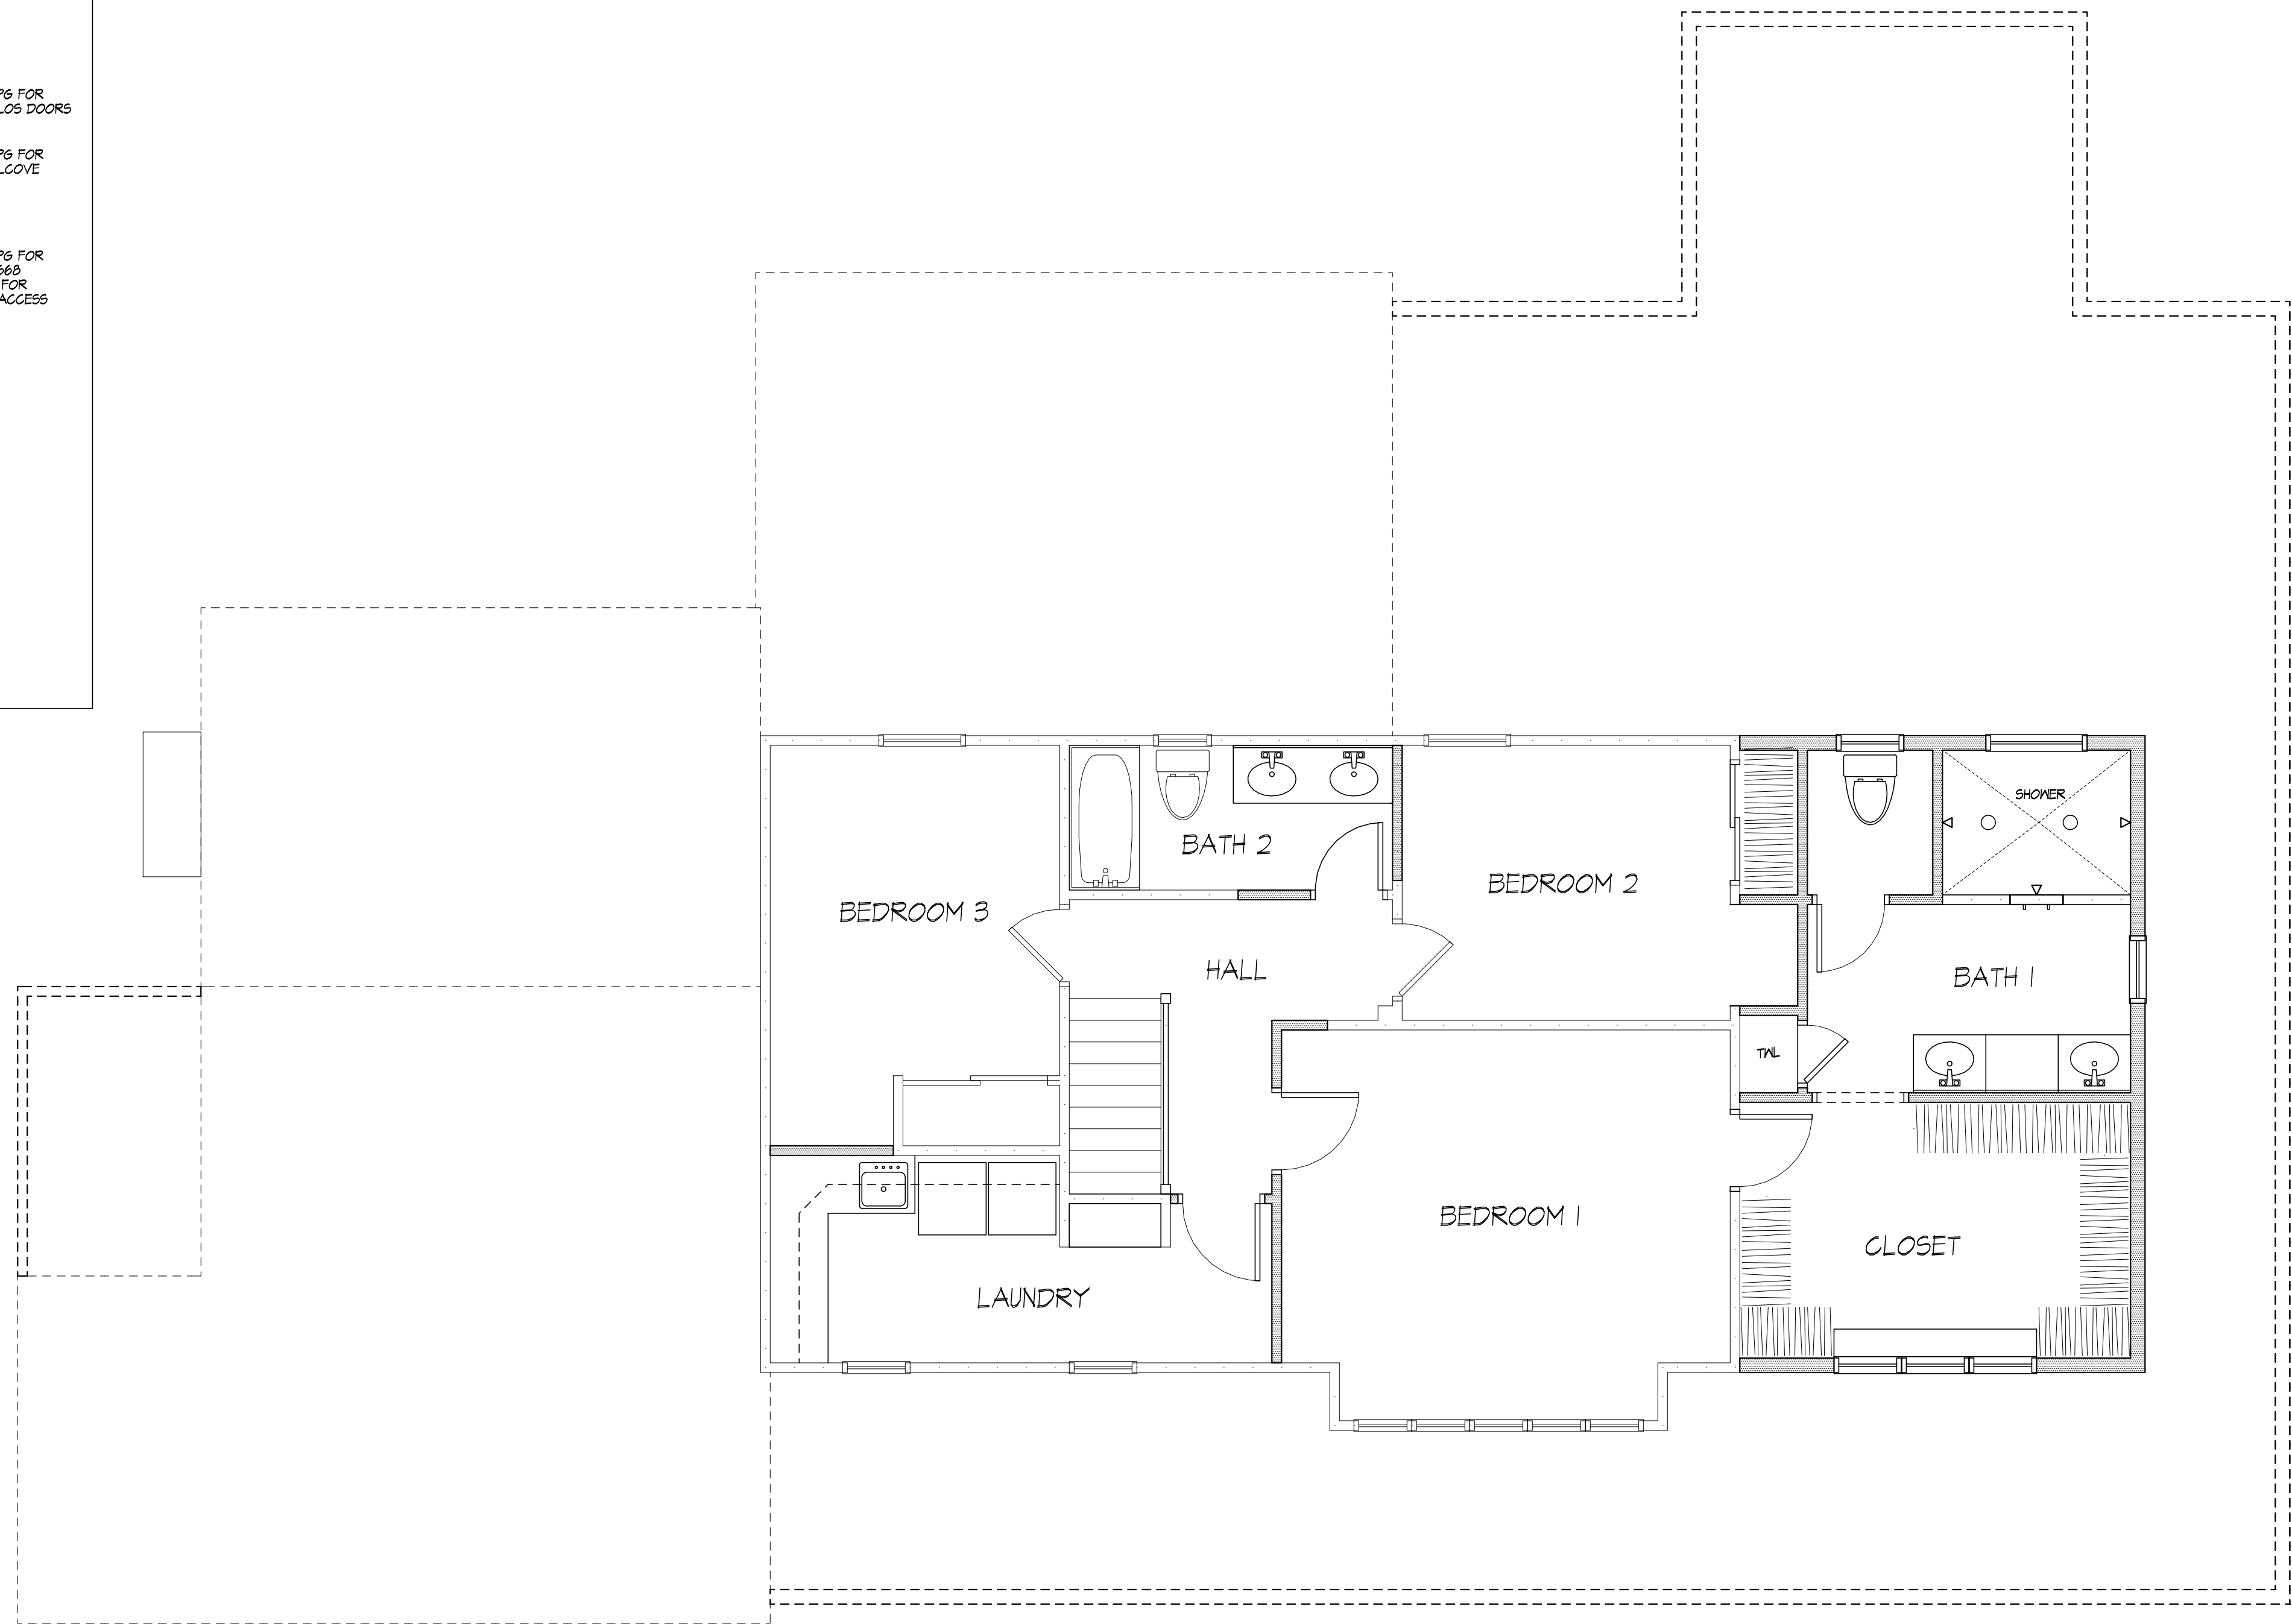 PG FOR
LOS DOORS
PG FOR
LCOVE
PG FOR
668
FOR
ACCESS
SHOWER
BATH 2
BEDROOM 2
BEDROOM 3
HALL
BATH 1
TWL
BEDROOM 1
CLOSET
LAUNDRY